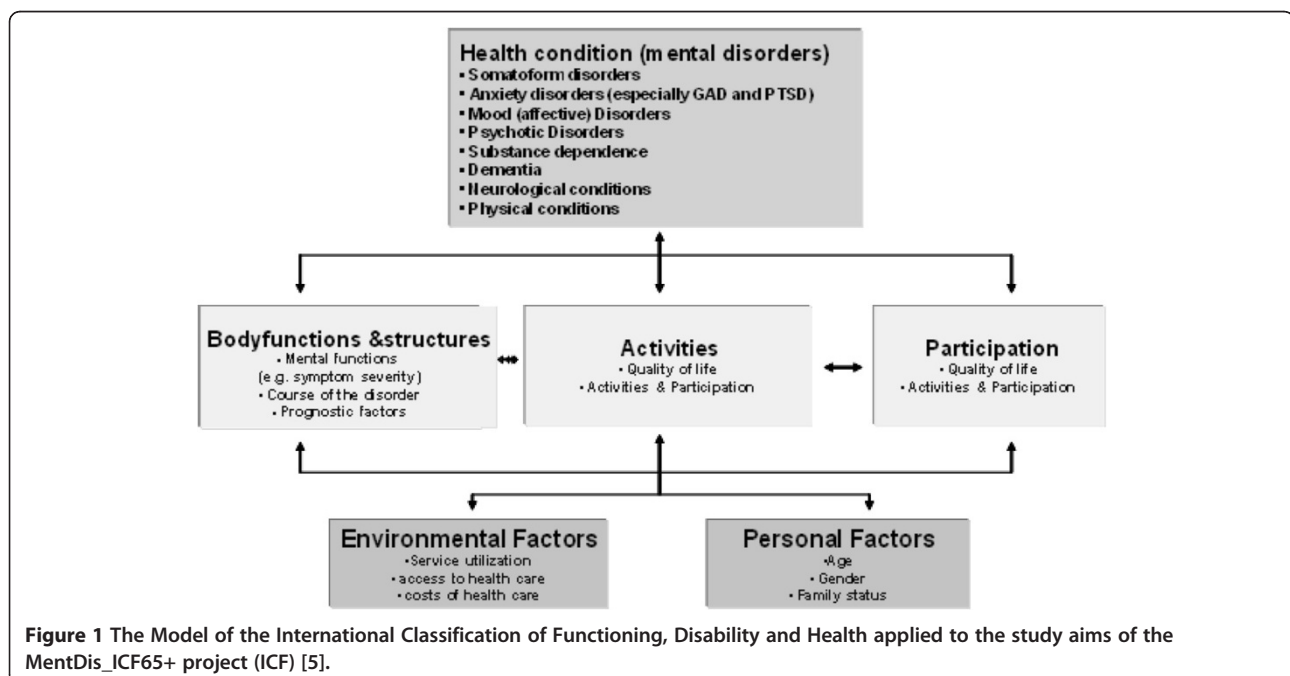 Health condition (mental disorders)
▪ Somatoform disorders
▪ Anxiety disorders (especially GAD and PTSD)
▪ Mood (affective) Disorders
▪ Psychotic Disorders
▪ Substance dependence
▪ Dementia
▪ Neurological conditions
▪ Physical conditions
Bodyfunctions &structures
• Mental functions
(e.g. symptom severity)
• Course of the disorder
• Prognostic factors
Activities
• Quality of life
• Activities & Participation
Participation
• Quality of life
• Activities & Participation
Environmental Factors
•Service utilization
• access to health care
• costs of health care
Personal Factors
•Age
• Gender
• Family status
Figure 1 The Model of the International Classification of Functioning, Disability and Health applied to the study aims of the
MentDis_ICF65+ project (ICF) [5].